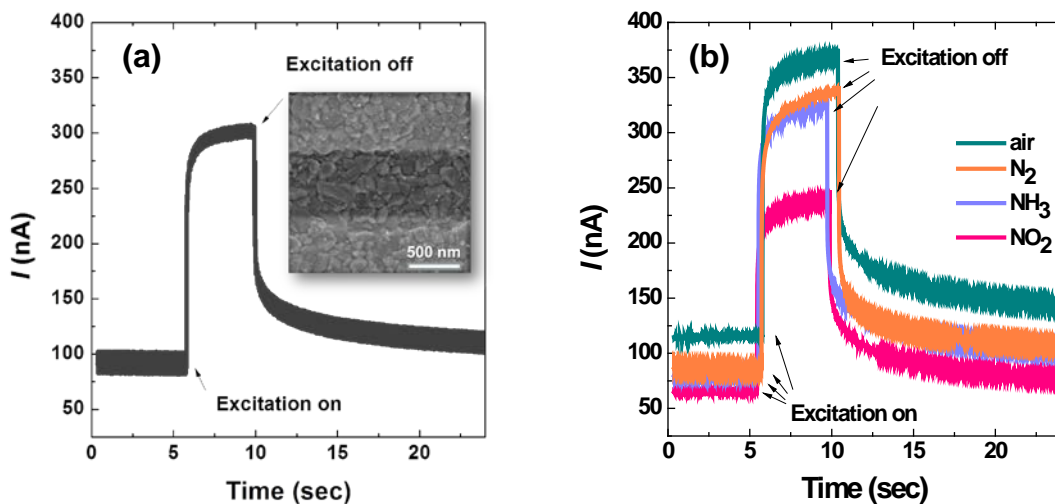 (a)
400
350
300
250
200
150
100
50
0
5
10
15
20
I (nA)
Time (sec)
Excitation off
500 nm
Excitation on
(b)
400
350
300
250
200
150
100
50
0
5
10
15
20
I (nA)
Time (sec)
Excitation off
air
N₂
NH₃
NO₂
Excitation on